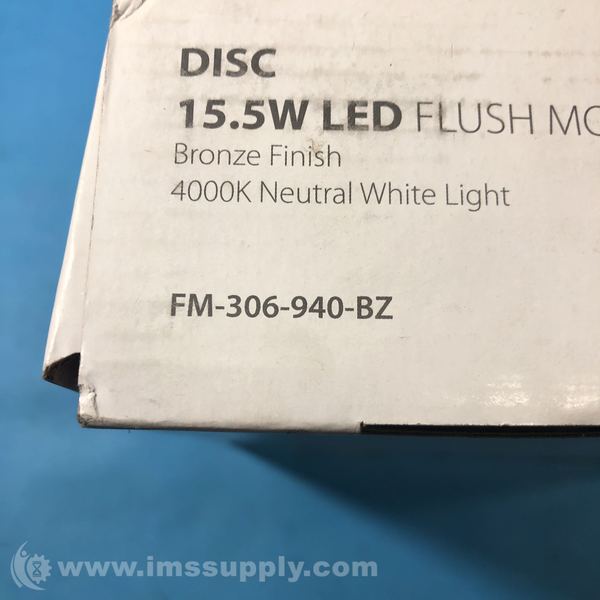 DISC
15.5W LED FLUSH MO
Bronze Finish
4000K Neutral White Light
FM-306-940-BZ
www.imssupply.com